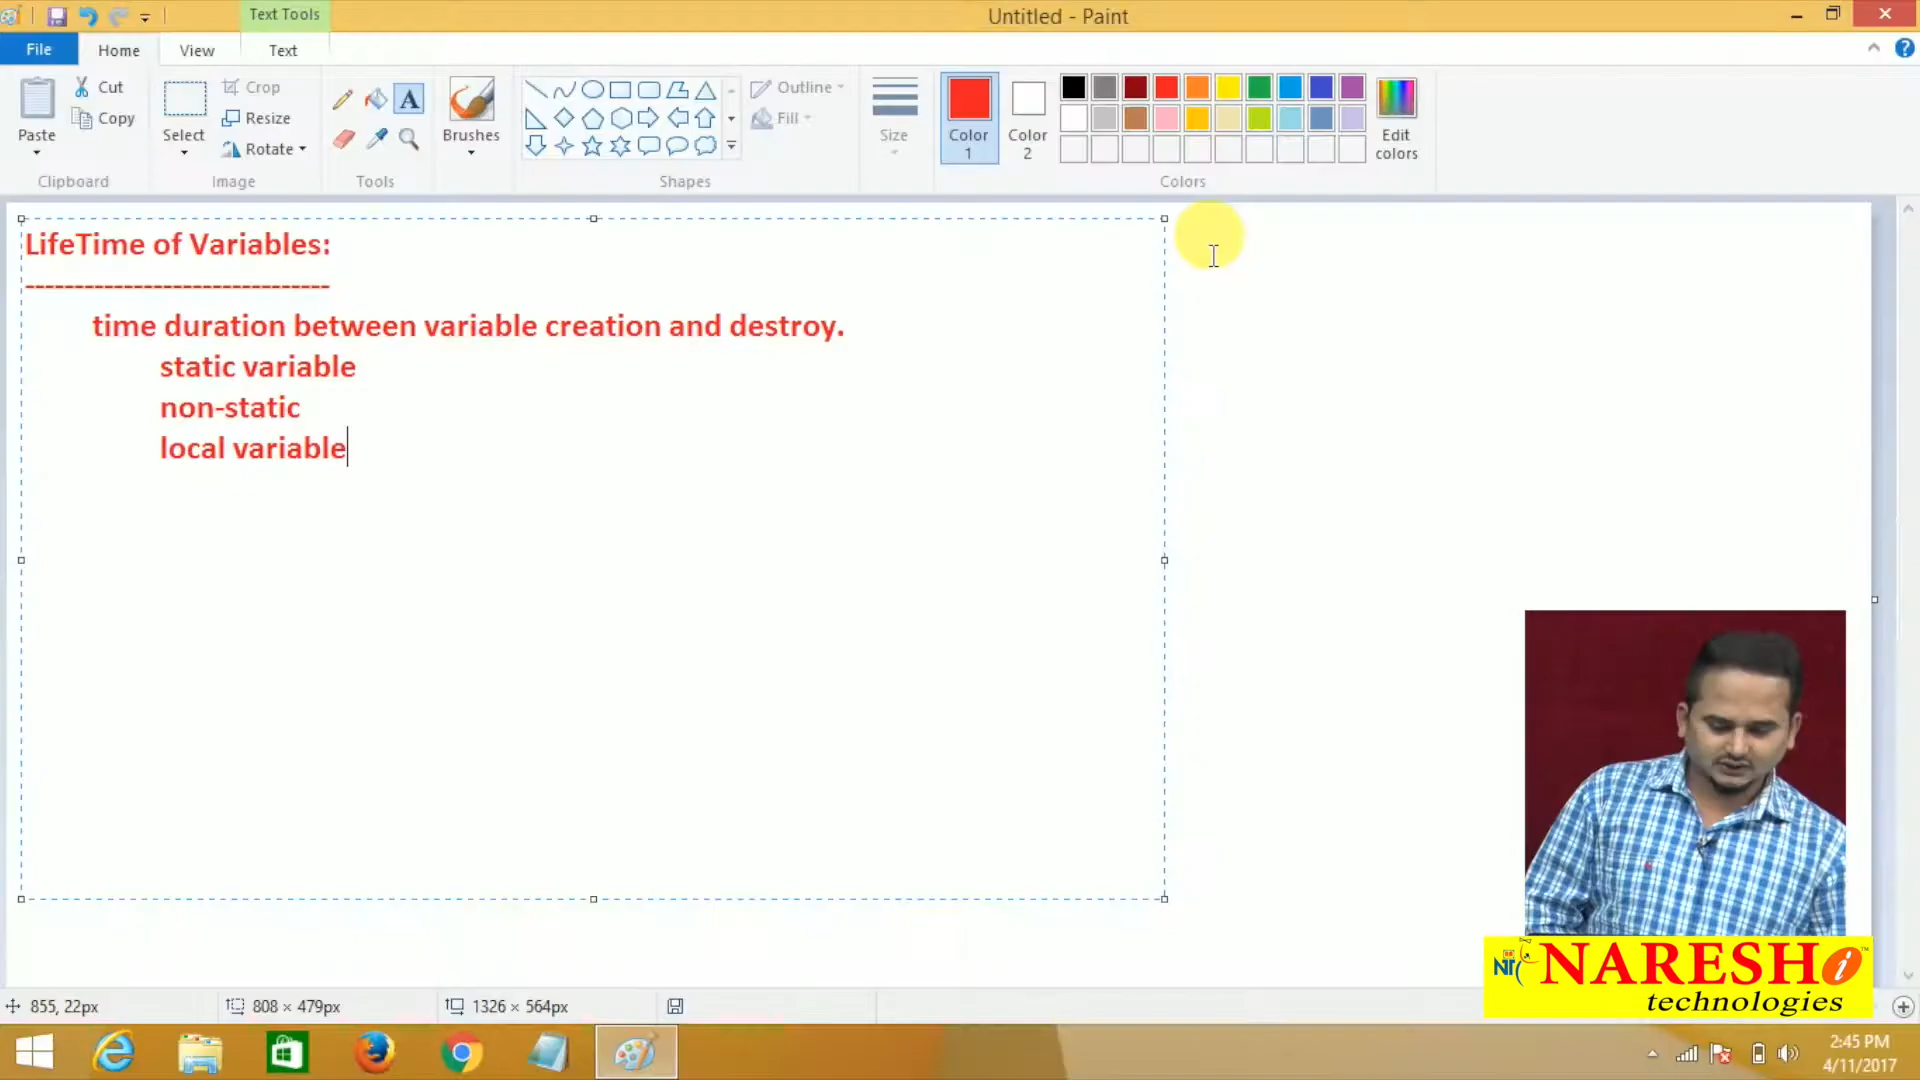 Text Tools
Untitled - Paint
File
Home
View
Text
Paste
Cut
Copy
Clipboard
Select
Crop
Resize
Rotate
Image
A
Tools
Brushes
Shapes
Outline
Fill
Size
Color 1
Color 2
Edit colors
Colors
LifeTime of Variables:
-------------------------------
time duration between variable creation and destroy.
static variable
non-static
local variable
NARESH i
technologies
855, 22px
808 × 479px
1326 × 564px
2:45 PM
4/11/2017